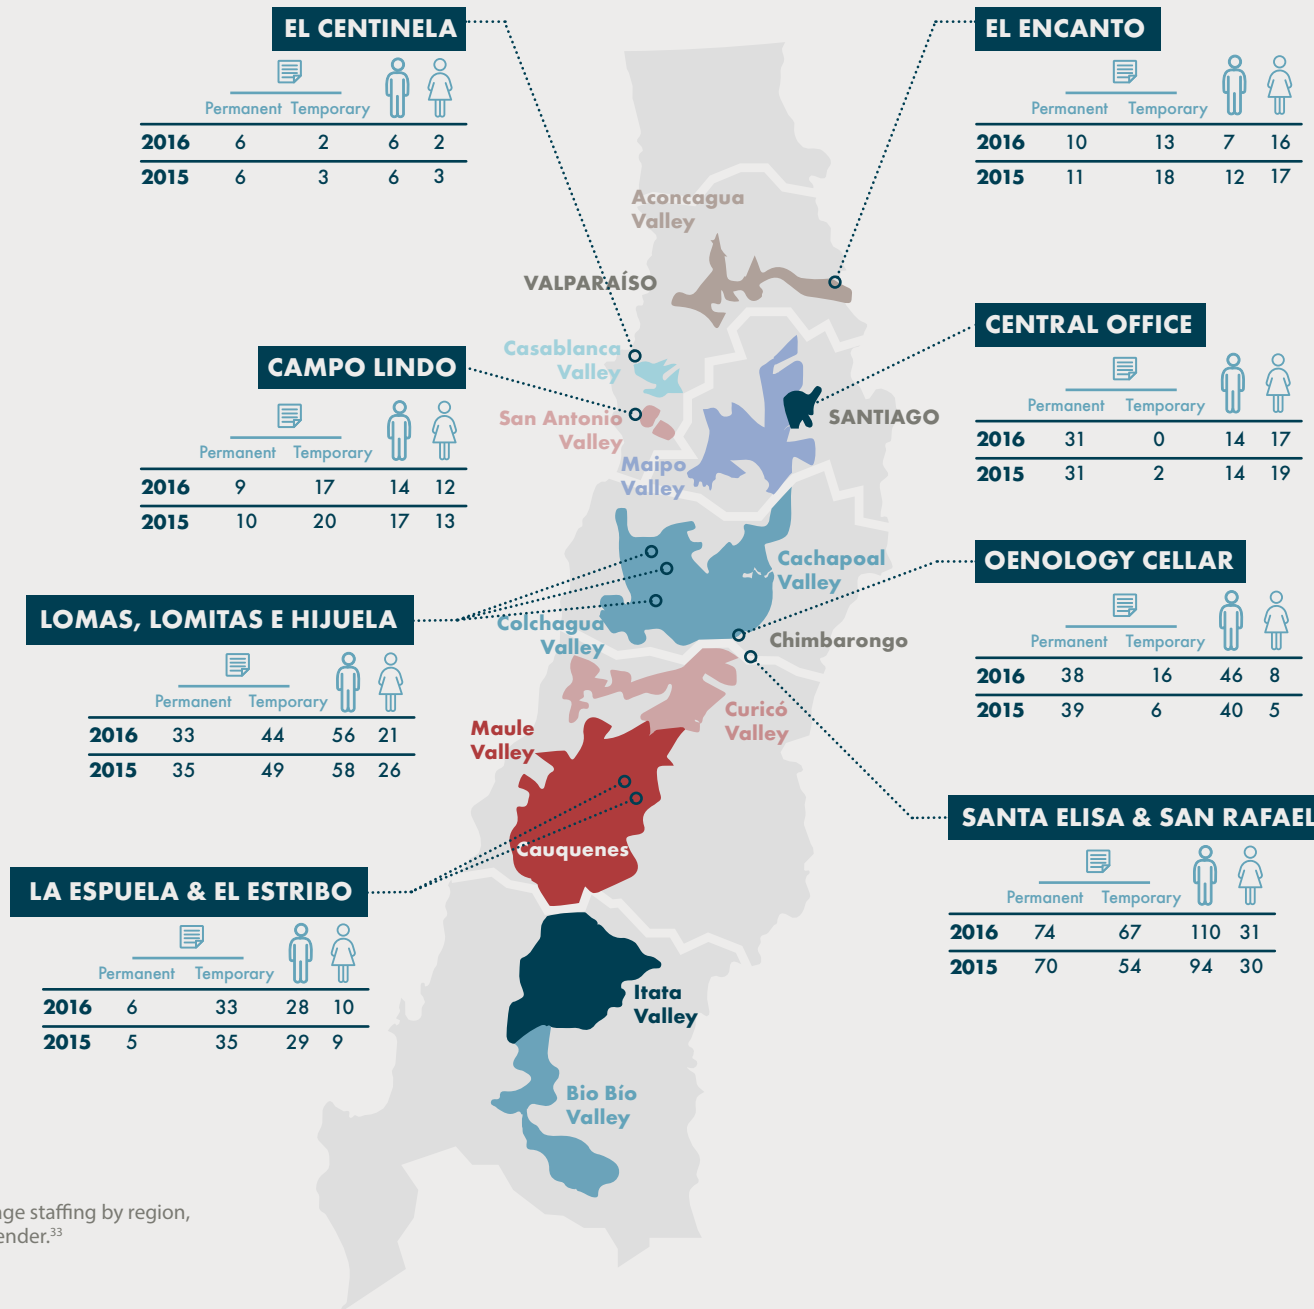 EL CENTINELA
Permanent Temporary
2016 6 2 6 2
2015 6 3 6 3
EL ENCANTO
Permanent Temporary
2016 10 13 7 16
2015 11 18 12 17
Aconcagua
Valley
VALPARAÍSO
CENTRAL OFFICE
Permanent Temporary
2016 31 0 14 17
2015 31 2 14 19
Casablanca
Valley
CAMPO LINDO
Permanent Temporary
2016 9 17 14 12
2015 10 20 17 13
San Antonio
Valley
SANTIAGO
Maipo
Valley
OENOLOGY CELLAR
Permanent Temporary
2016 38 16 46 8
2015 39 6 40 5
Cachapoal
Valley
LOMAS, LOMITAS E HIJUELA
Permanent Temporary
2016 33 44 56 21
2015 35 49 58 26
Colchagua
Valley
Chimbarongo
Curicó
Valley
Maule
Valley
SANTA ELISA & SAN RAFAEL
Permanent Temporary
2016 74 67 110 31
2015 70 54 94 30
Cauquenes
LA ESPUELA & EL ESTRIBO
Permanent Temporary
2016 6 33 28 10
2015 5 35 29 9
Itata
Valley
Bio Bío
Valley
staffing by region,
33